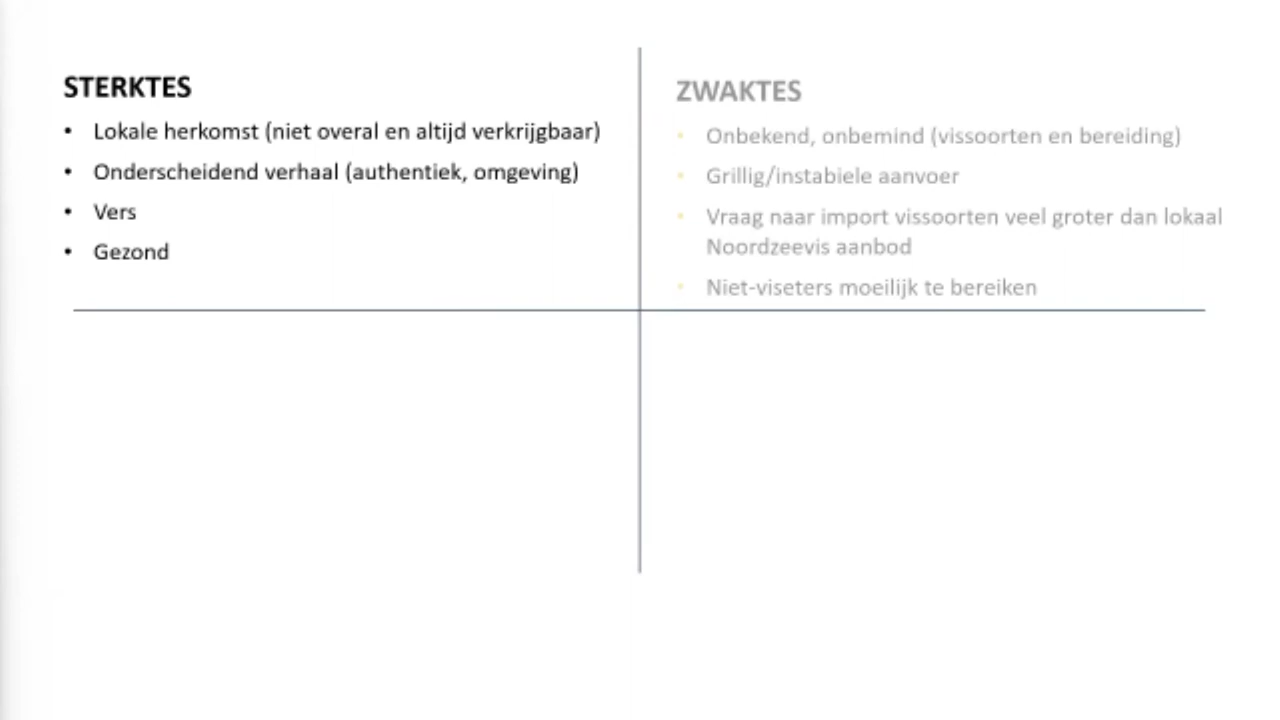 STERKTES
• Lokale herkomst (niet overal en altijd verkrijgbaar)
• Onderscheidend verhaal (authentiek, omgeving)
• Vers
• Gezond
ZWAKTES
• Onbekend, onbemind (vissoorten en bereiding)
• Grillig/instabiele aanvoer
• Vraag naar import vissoorten veel groter dan lokaal
Noordzeevis aanbod
• Niet-viseters moeilijk te bereiken